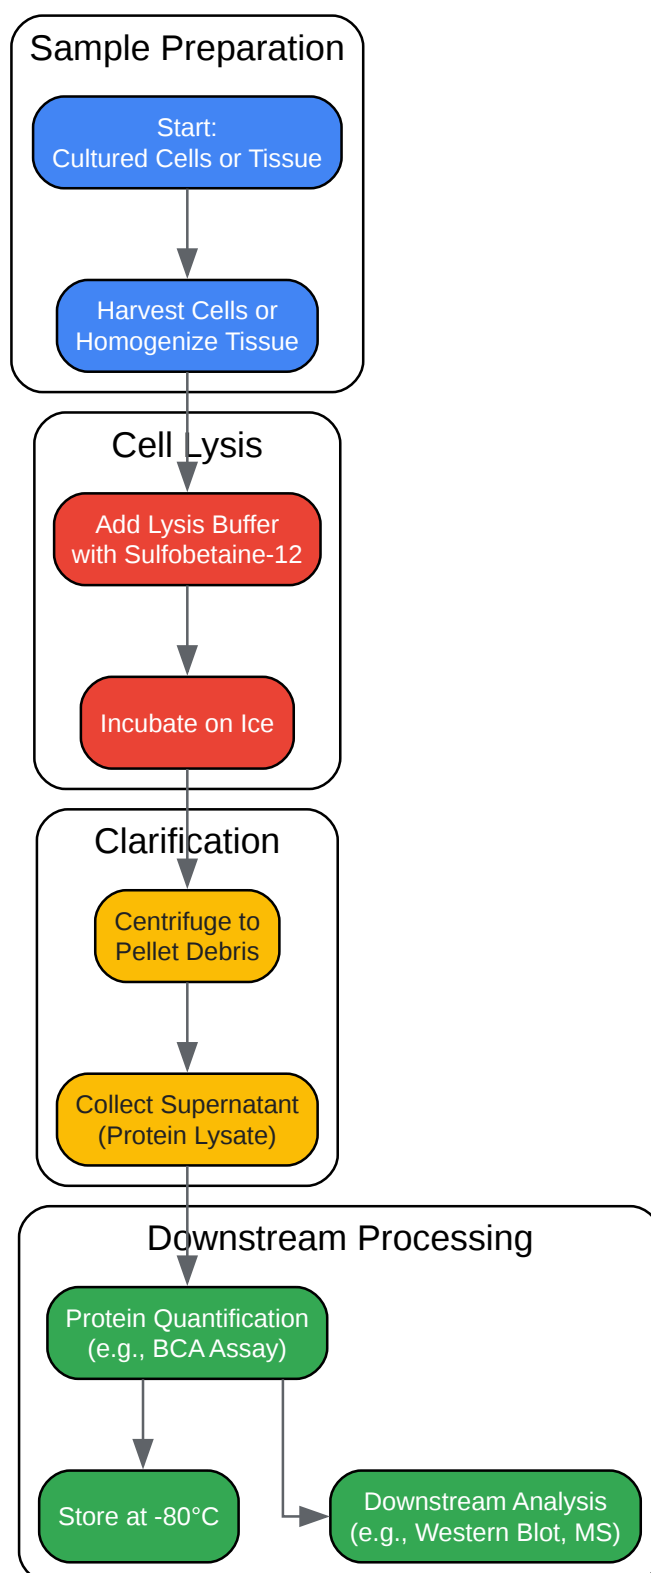 Sample Preparation
Start:
Cultured Cells or Tissue
Harvest Cells or
Homogenize Tissue
Cell Lysis
Add Lysis Buffer
with Sulfobetaine-12
Incubate on Ice
Clarification
Centrifuge to
Pellet Debris
Collect Supernatant
(Protein Lysate)
Downstream Processing
Protein Quantification
(e.g., BCA Assay)
Store at -80°C
Downstream Analysis
(e.g., Western Blot, MS)